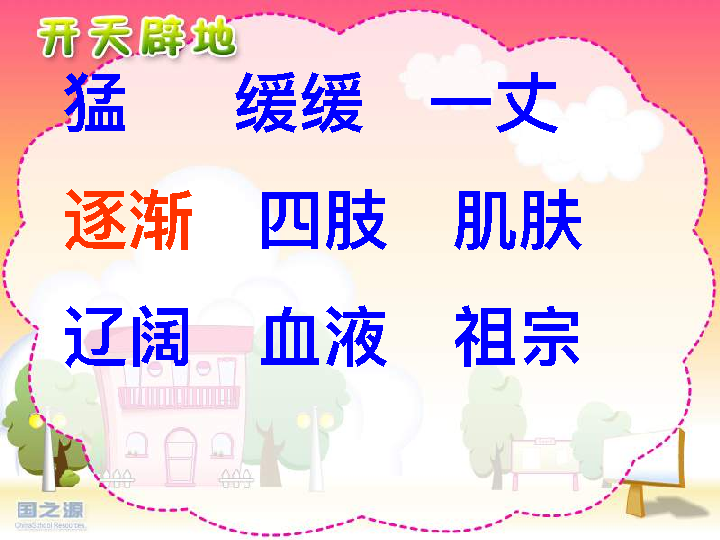 开天辟地
猛 缓缓 一丈
逐渐 四肢 肌肤
辽阔 血液 祖宗
国之源